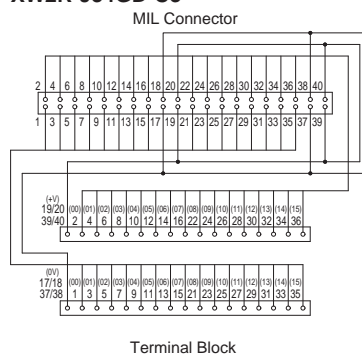 MIL Connector
2 4 6 8 10 12 14 16 18 20 22 24 26 28 30 32 34 36 38 40
1 3 5 7 9 11 13 15 17 19 21 23 25 27 29 31 33 35 37 39
(+V)
19/20 (00) (01) (02) (03) (04) (05) (06) (07) (08) (09) (10) (11) (12) (13) (14) (15)
39/40 2 4 6 8 10 12 14 16 22 24 26 28 30 32 34 36
(0V)
17/18 (00) (01) (02) (03) (04) (05) (06) (07) (08) (09) (10) (11) (12) (13) (14) (15)
37/38 1 3 5 7 9 11 13 15 21 23 25 27 29 31 33 35
Terminal Block